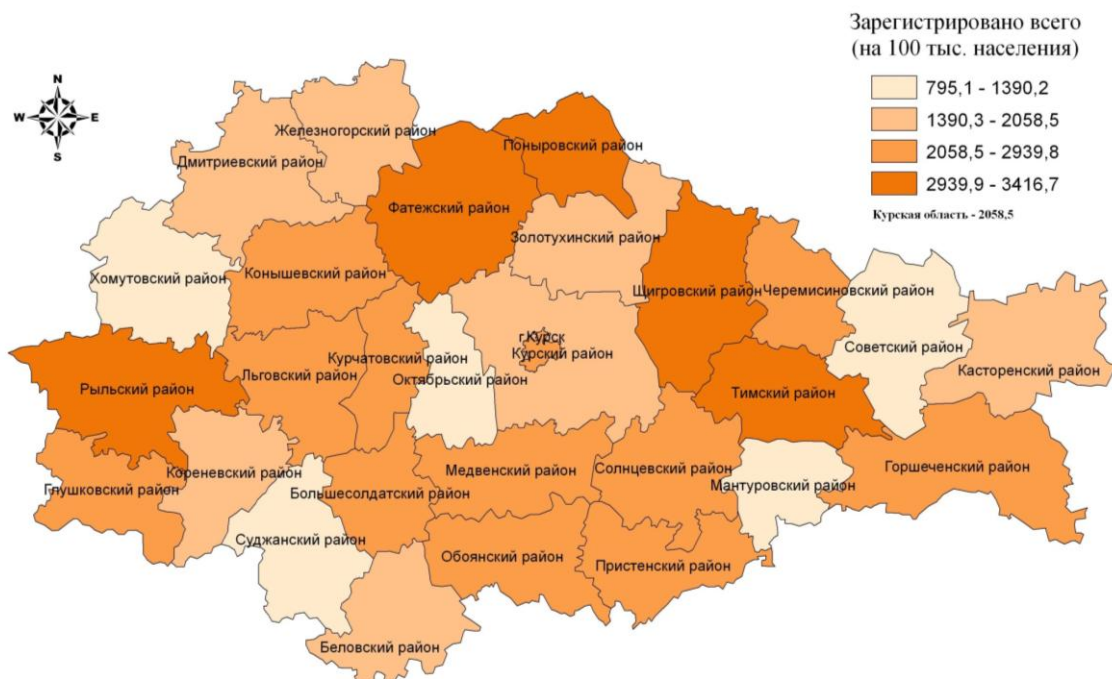 Зарегистрировано всего
(на 100 тыс. населения)
795,1 - 1390,2
1390,3 - 2058,5
2058,5 - 2939,8
2939,9 - 3416,7
Курская область - 2058,5
N
W E
S
Железногорский район
Дмитриевский район
Поныровский район
Фатежский район
Золотухинский район
Хомутовский район
Конышевский район
Щигровский район
Черемисиновский район
г.Курск
Курский район
Курчатовский район
Советский район
Льговский район
Октябрьский район
Касторенский район
Рыльский район
Тимский район
Медвенский район
Солнцевский район
Горшеченский район
Кореневский район
Глушковский район
Большесолдатский район
Мантуровский район
Суджанский район
Обоянский район
Пристенский район
Беловский район